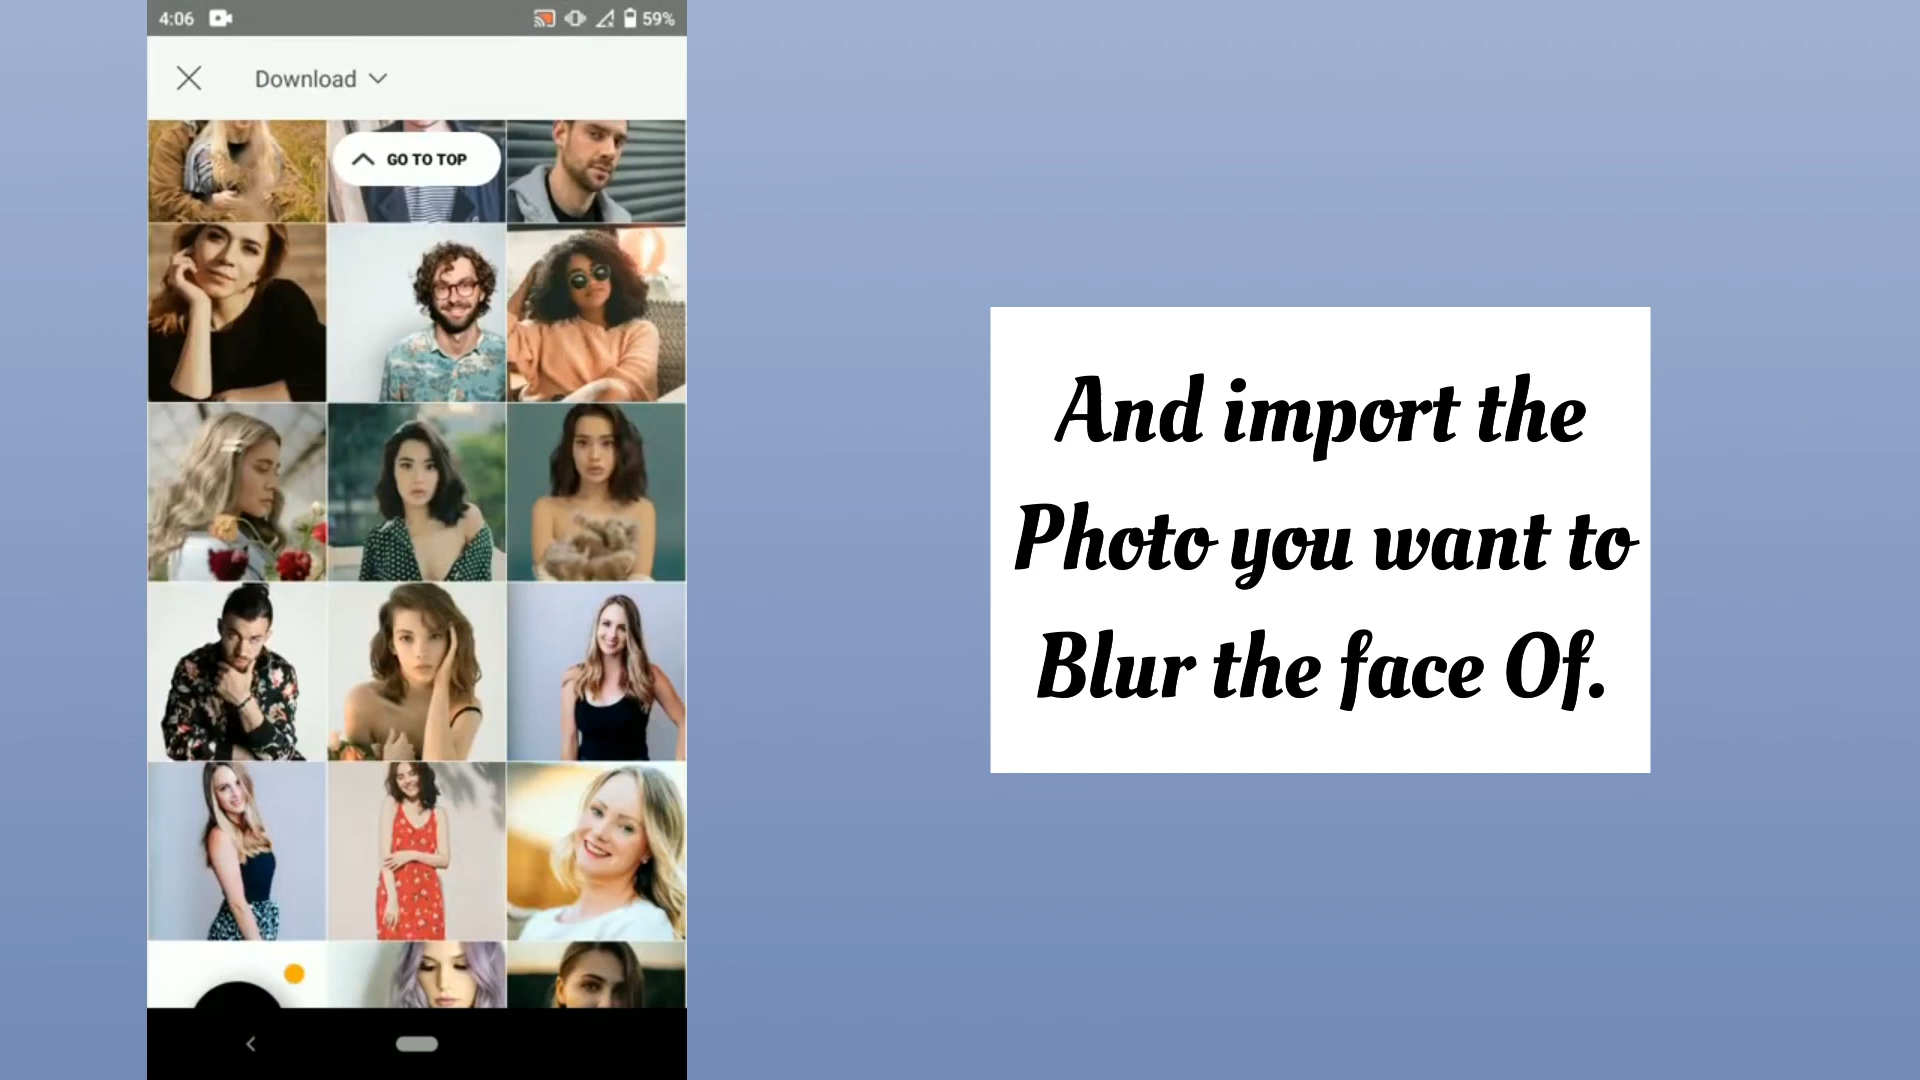 4:06
59%
Download
GO TO TOP
And import the
Photo you want to
Blur the face Of.